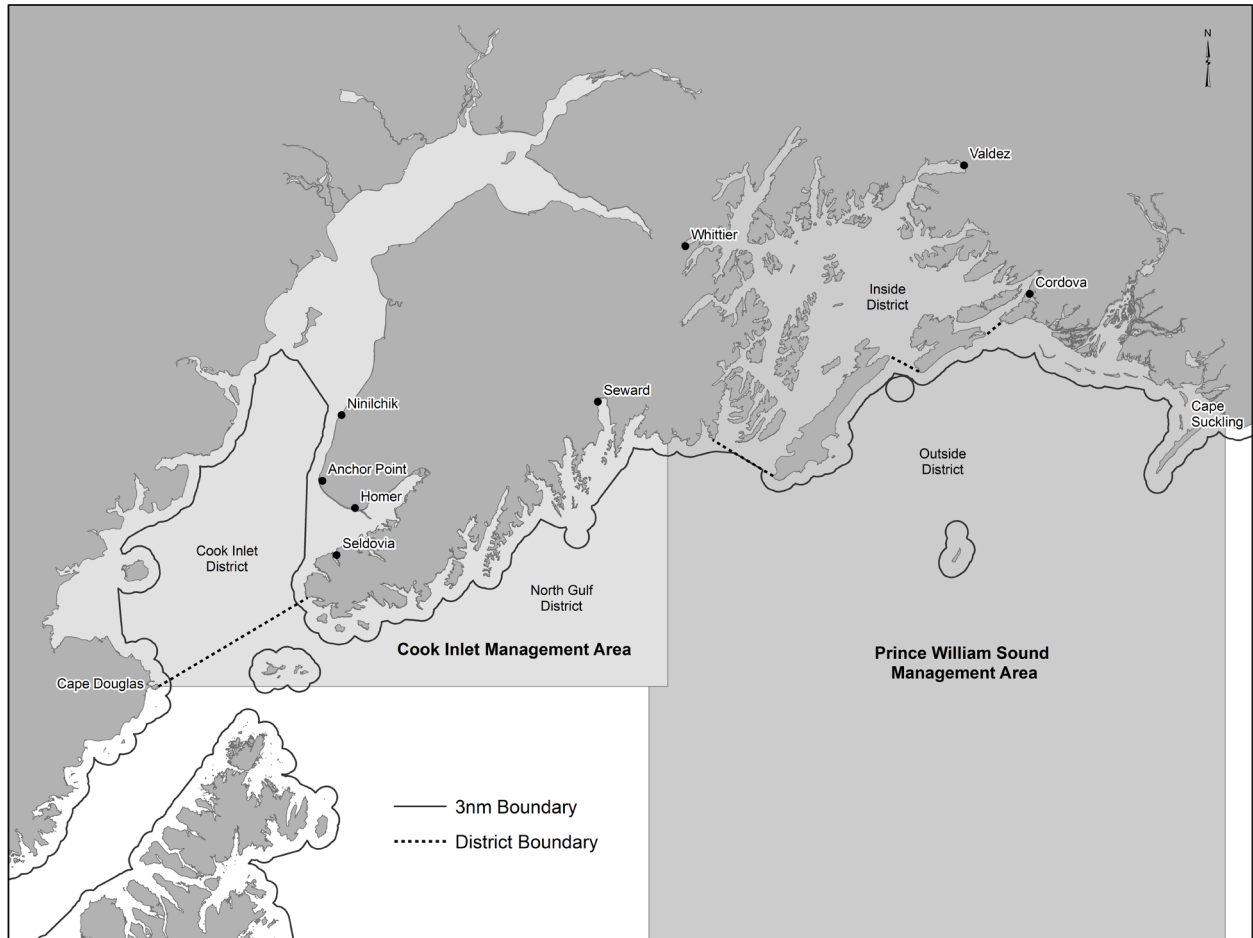 N
Valdez
Whittier
Inside
District
Cordova
Seward
Ninilchik
Cape
Suckling
Outside
District
Anchor Point
Homer
Cook Inlet
District
Seldovia
North Gulf
District
Cook Inlet Management Area
Prince William Sound
Management Area
Cape Douglas
3nm Boundary
District Boundary